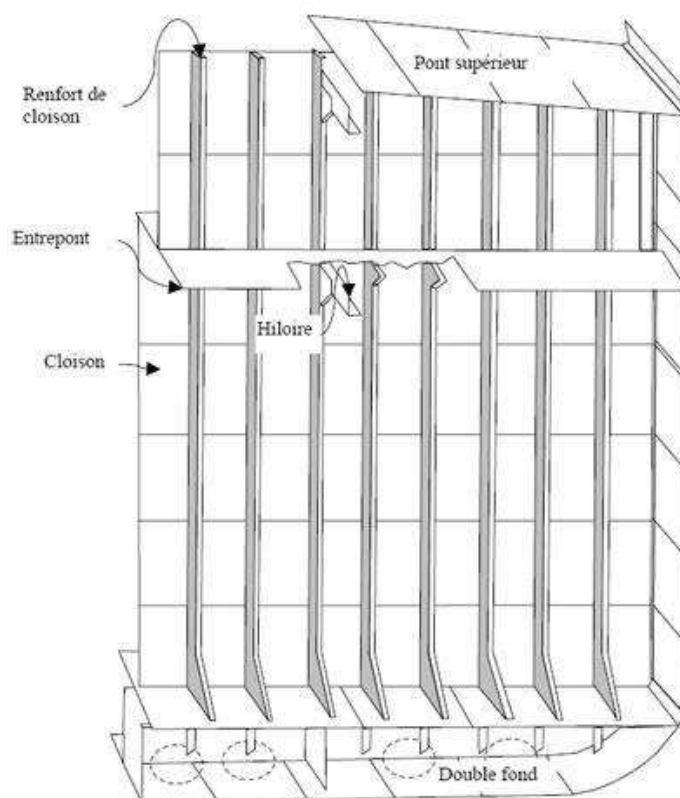 Pont supérieur
Renfort de
cloison
Entrepont
Hiloire
Cloison
Double fond